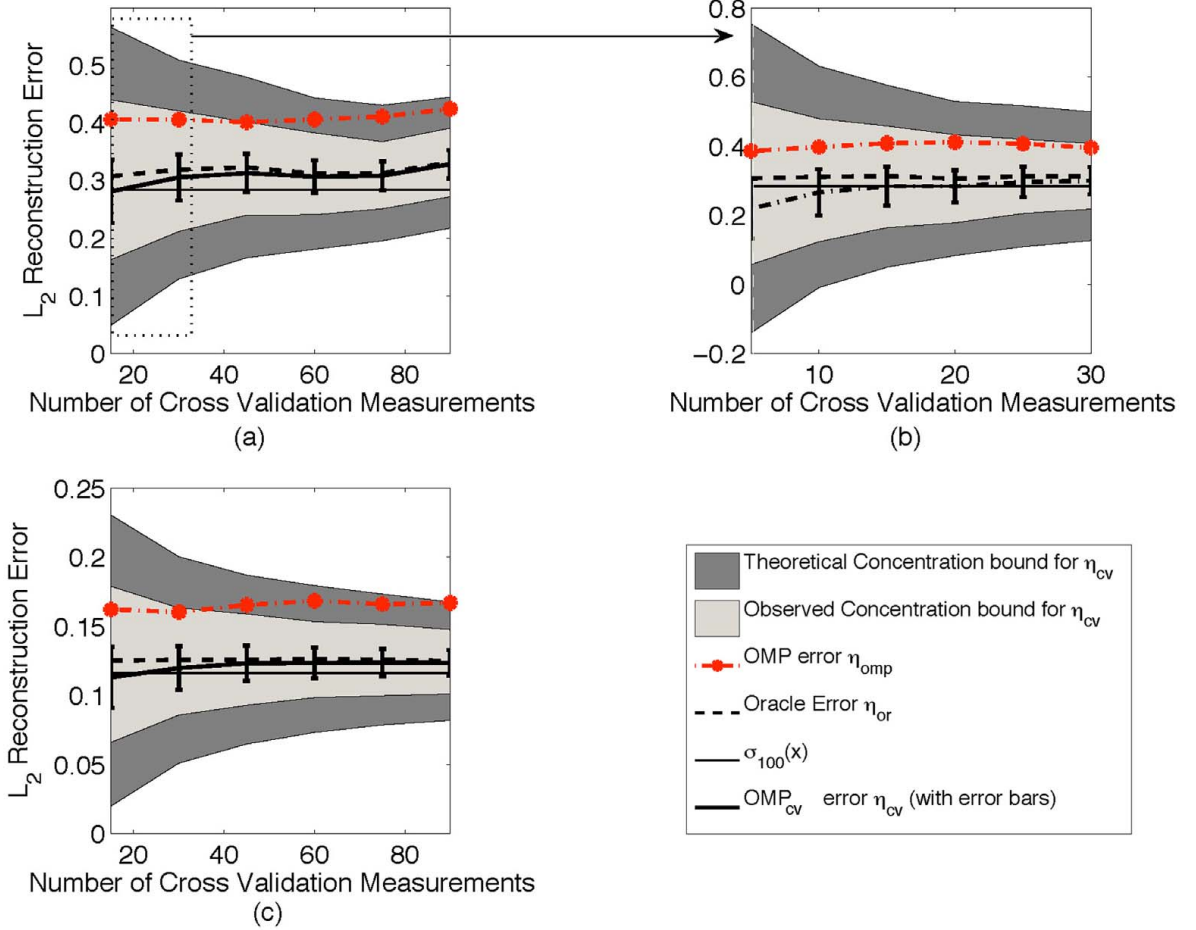 L2 Reconstruction Error
0.5
0.4
0.3
0.2
0.1
0
20 40 60 80
Number of Cross Validation Measurements
(a)
0.8
0.6
0.4
0.2
0
−0.2
10 20 30
Number of Cross Validation Measurements
(b)
L2 Reconstruction Error
0.25
0.2
0.15
0.1
0.05
0
20 40 60 80
Number of Cross Validation Measurements
(c)
Theoretical Concentration bound for ηcv
Observed Concentration bound for ηcv
OMP error ηomp
Oracle Error ηor
σ100(x)
OMPcv error ηcv (with error bars)